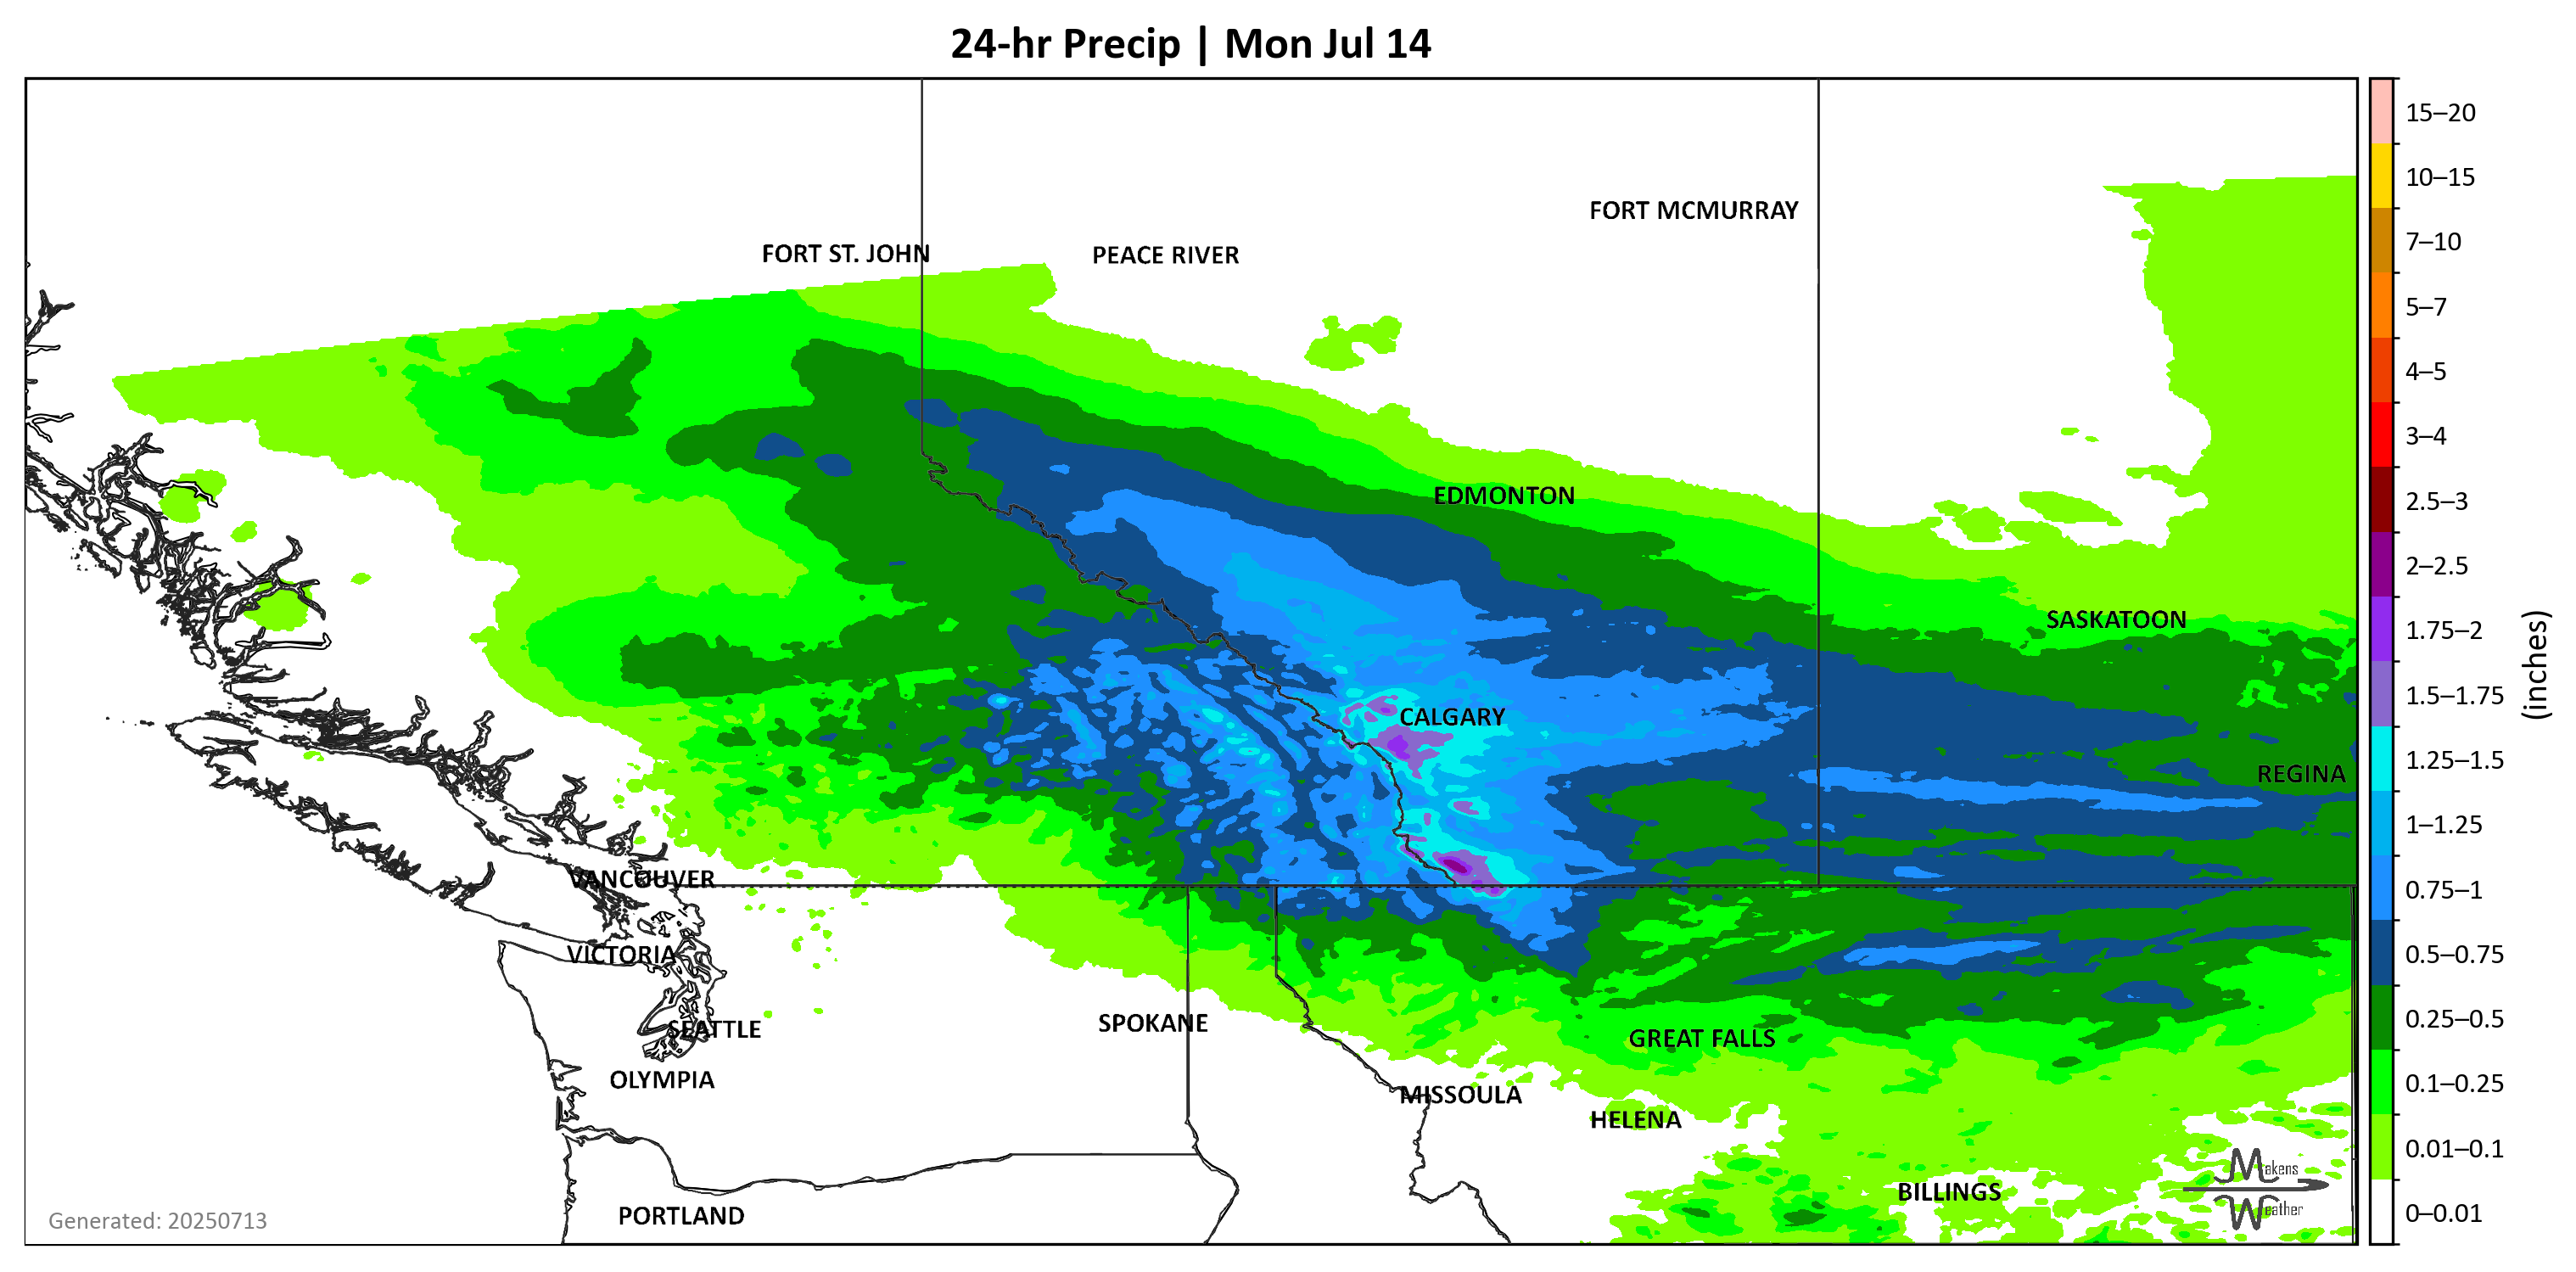 24-hr Precip | Mon Jul 14
FORT MCMURRAY
FORT ST. JOHN
PEACE RIVER
EDMONTON
SASKATOON
CALGARY
REGINA
VANCOUVER
VICTORIA
SPOKANE
SEATTLE
GREAT FALLS
OLYMPIA
MISSOULA
HELENA
BILLINGS
PORTLAND
Makens
Weather
Generated: 20250713
15–20
10–15
7–10
5–7
4–5
3–4
2.5–3
2–2.5
1.75–2
1.5–1.75
1.25–1.5
1–1.25
0.75–1
0.5–0.75
0.25–0.5
0.1–0.25
0.01–0.1
0–0.01
(inches)